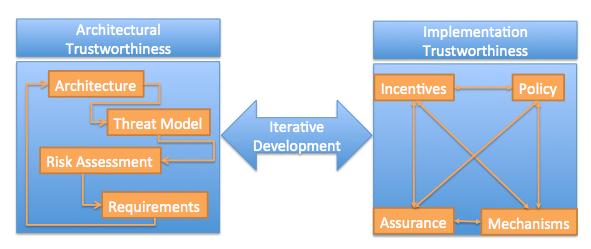 Architectural
Trustworthiness
Architecture
Threat Model
Risk Assessment
Requirements
Iterative
Development
Implementation
Trustworthiness
Incentives
Policy
Assurance
Mechanisms